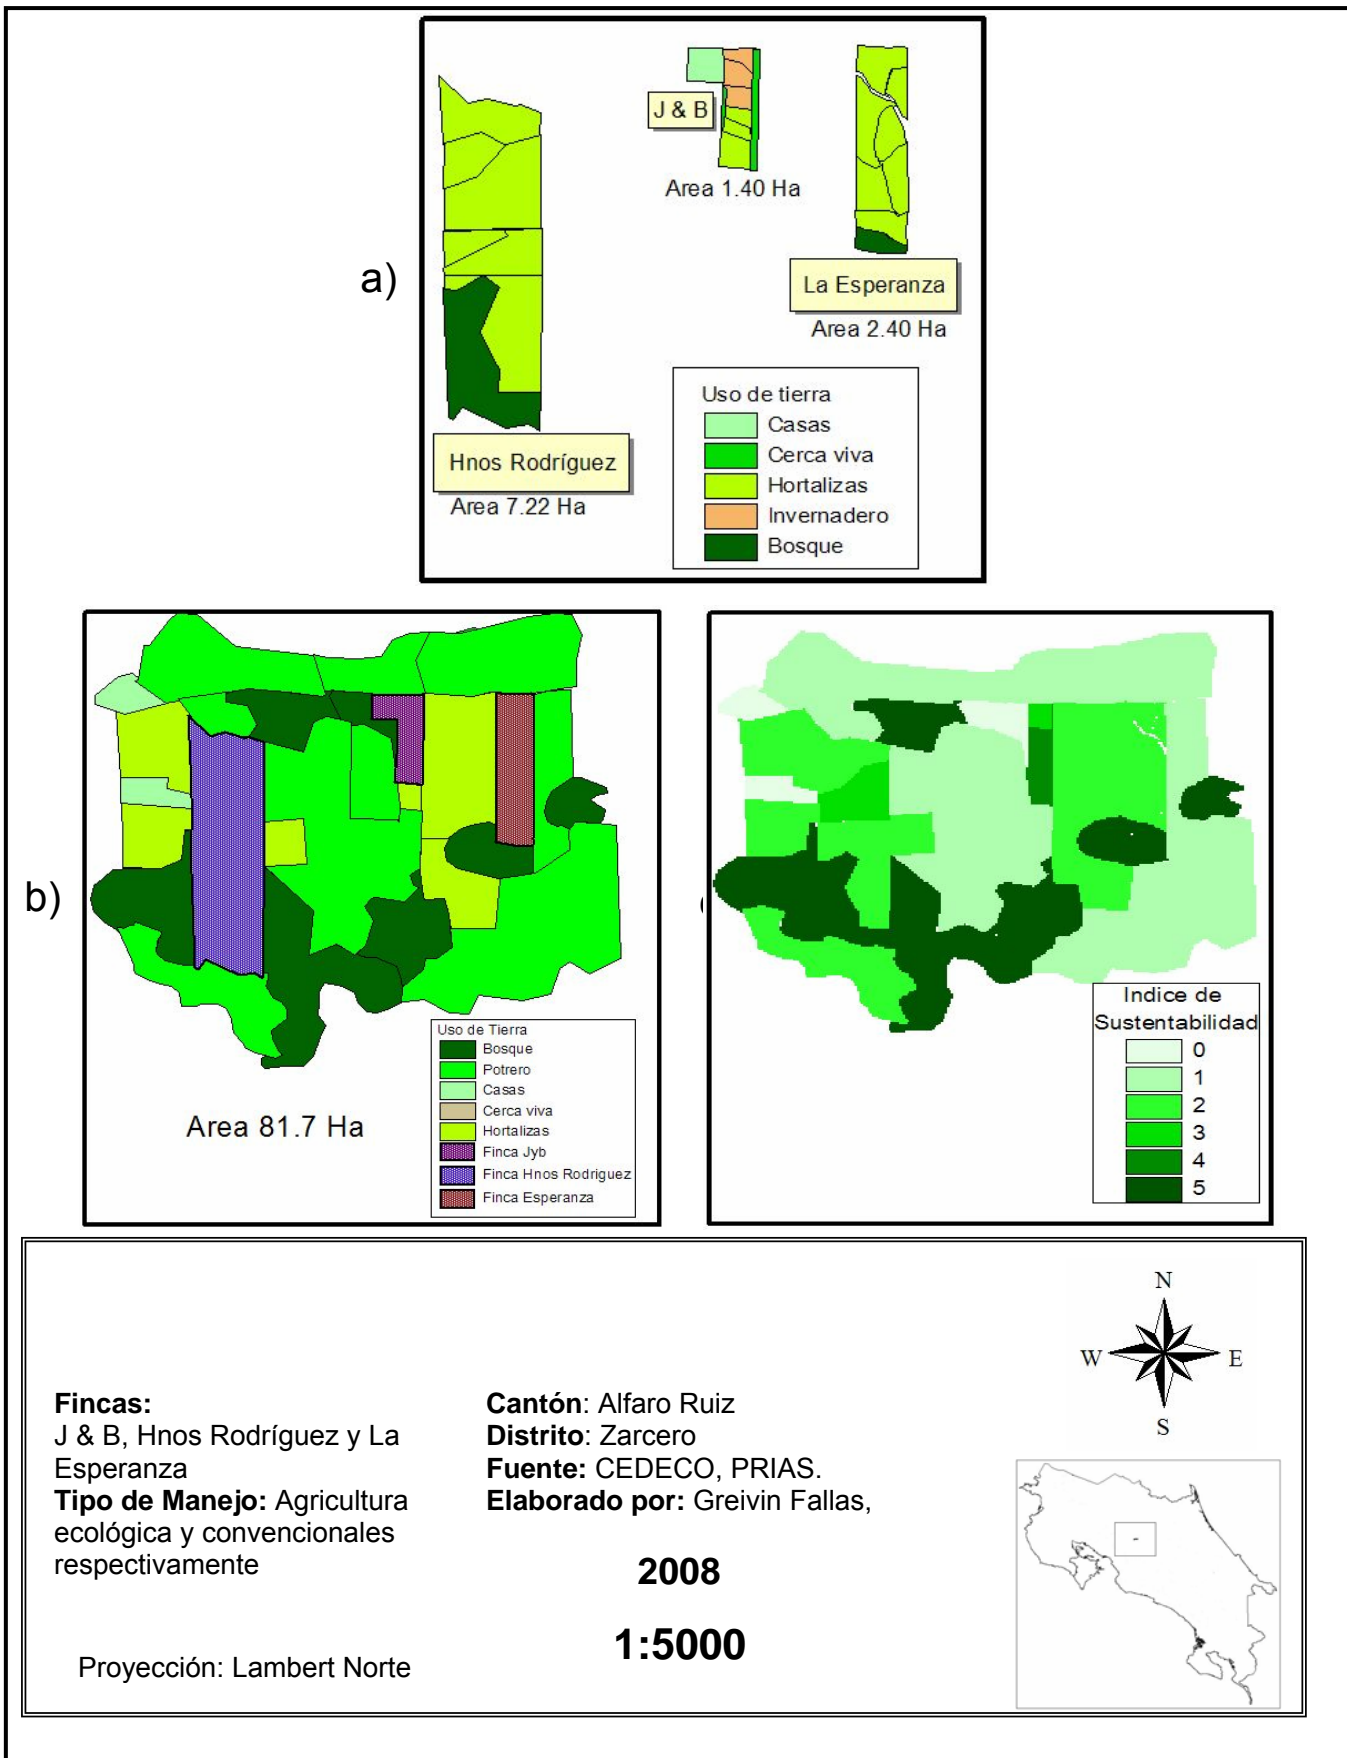 a)
J & B
Area 1.40 Ha
La Esperanza
Area 2.40 Ha
Hnos Rodríguez
Area 7.22 Ha
Uso de tierra
Casas
Cerca viva
Hortalizas
Invernadero
Bosque
b)
Area 81.7 Ha
Uso de Tierra
Bosque
Potrero
Casas
Cerca viva
Hortalizas
Finca Jyb
Finca Hnos Rodriguez
Finca Esperanza
Indice de
Sustentabilidad
0
1
2
3
4
5
Fincas:
J & B, Hnos Rodríguez y La
Esperanza
Tipo de Manejo: Agricultura
ecológica y convencionales
respectivamente
Proyección: Lambert Norte
Cantón: Alfaro Ruiz
Distrito: Zarcero
Fuente: CEDECO, PRIAS.
Elaborado por: Greivin Fallas,
2008
1:5000
N
W
E
S